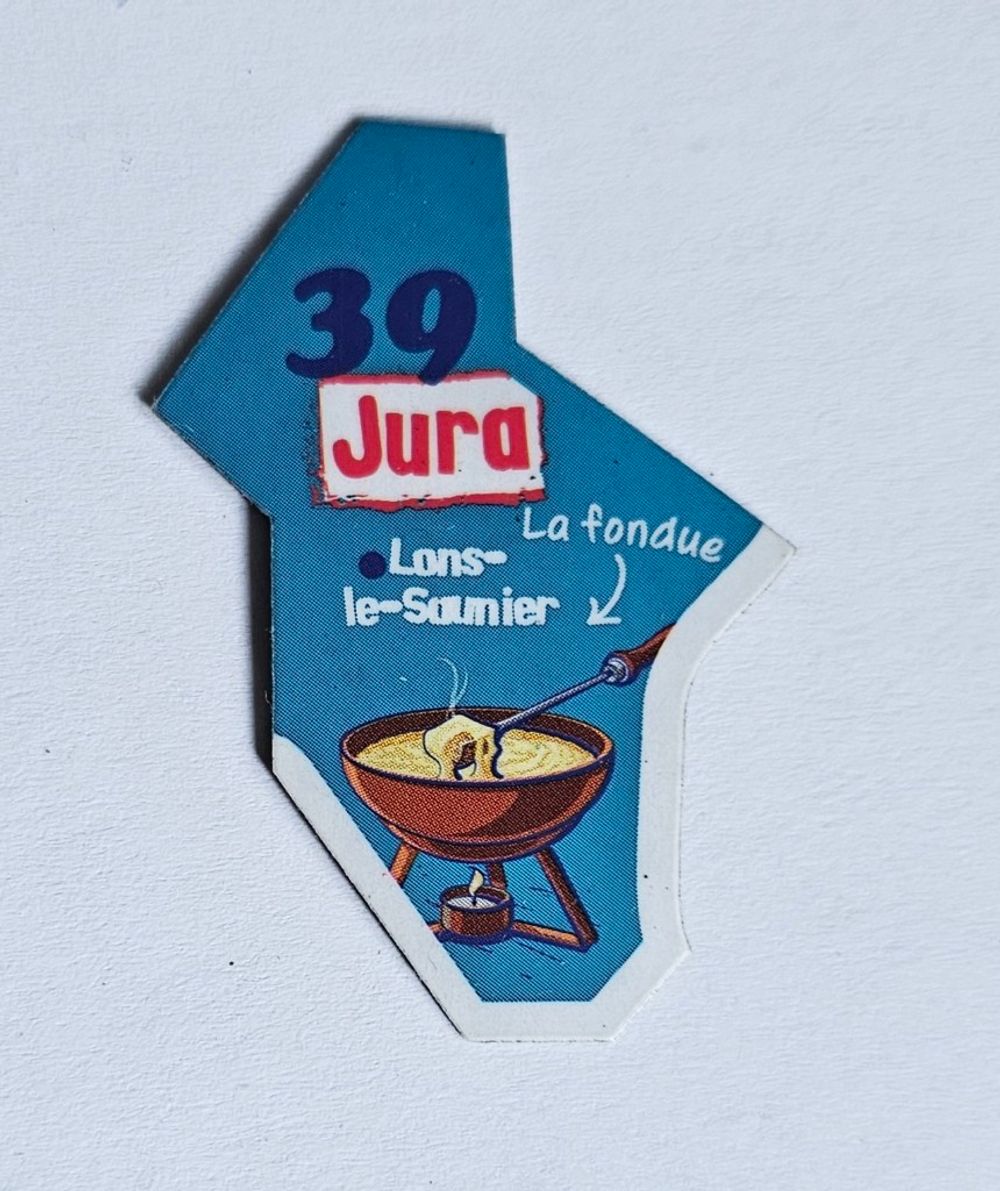 39
Jura
La fondue
Lons-
le-Saunier